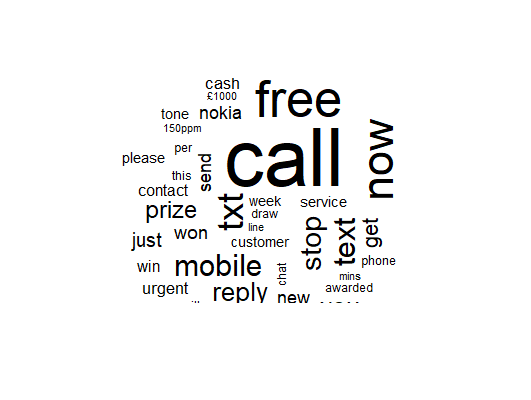 cash
£1000
free
tone
nokia
150ppm
now
call
per
please
this
send
contact
prize
txt
week
draw
line
service
just
won
customer
stop
text
get
win
mobile
chat
phone
mins
urgent
reply
new
awarded